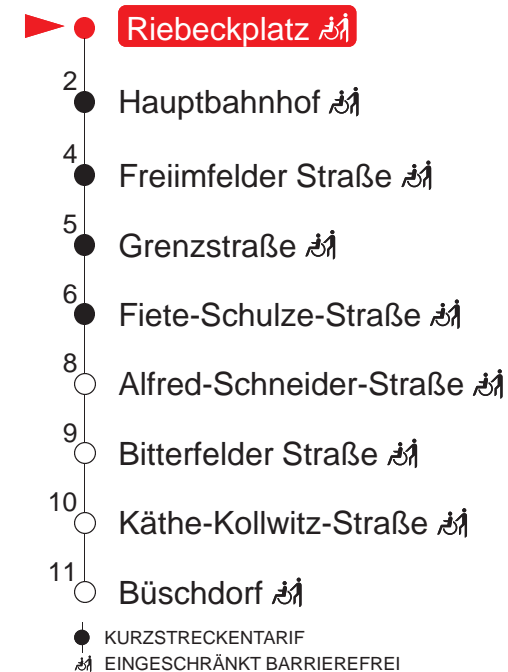 Riebeckplatz
2
Hauptbahnhof
4
Freiimfelder Straße
5
Grenzstraße
6
Fiete-Schulze-Straße
8
Alfred-Schneider-Straße
9
Bitterfelder Straße
10
Käthe-Kollwitz-Straße
11
Büschdorf
KURZSTRECKENTARIF
EINGESCHRÄNKT BARRIEREFREI